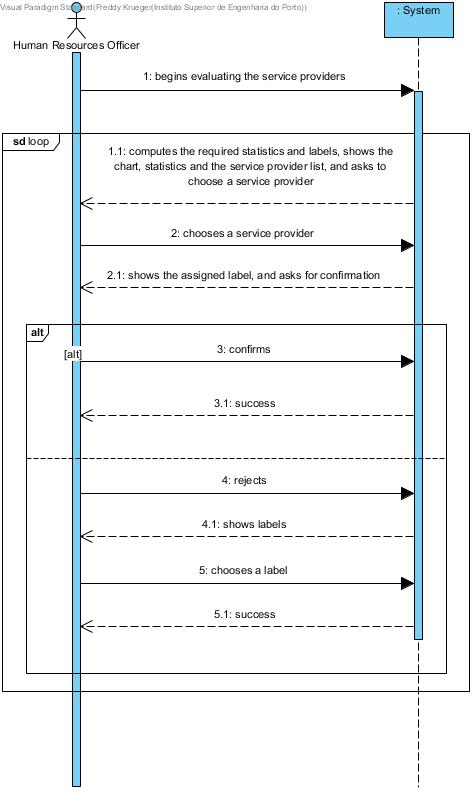 Visual Paradigm Standard(Freddy Krueger(Instituto Superior de Engenharia do Porto))
: System
Human Resources Officer
1: begins evaluating the service providers
sd loop
1.1: computes the required statistics and labels, shows the
chart, statistics and the service provider list, and asks to
choose a service provider
2: chooses a service provider
2.1: shows the assigned label, and asks for confirmation
alt
[alt]
3: confirms
3.1: success
4: rejects
4.1: shows labels
5: chooses a label
5.1: success